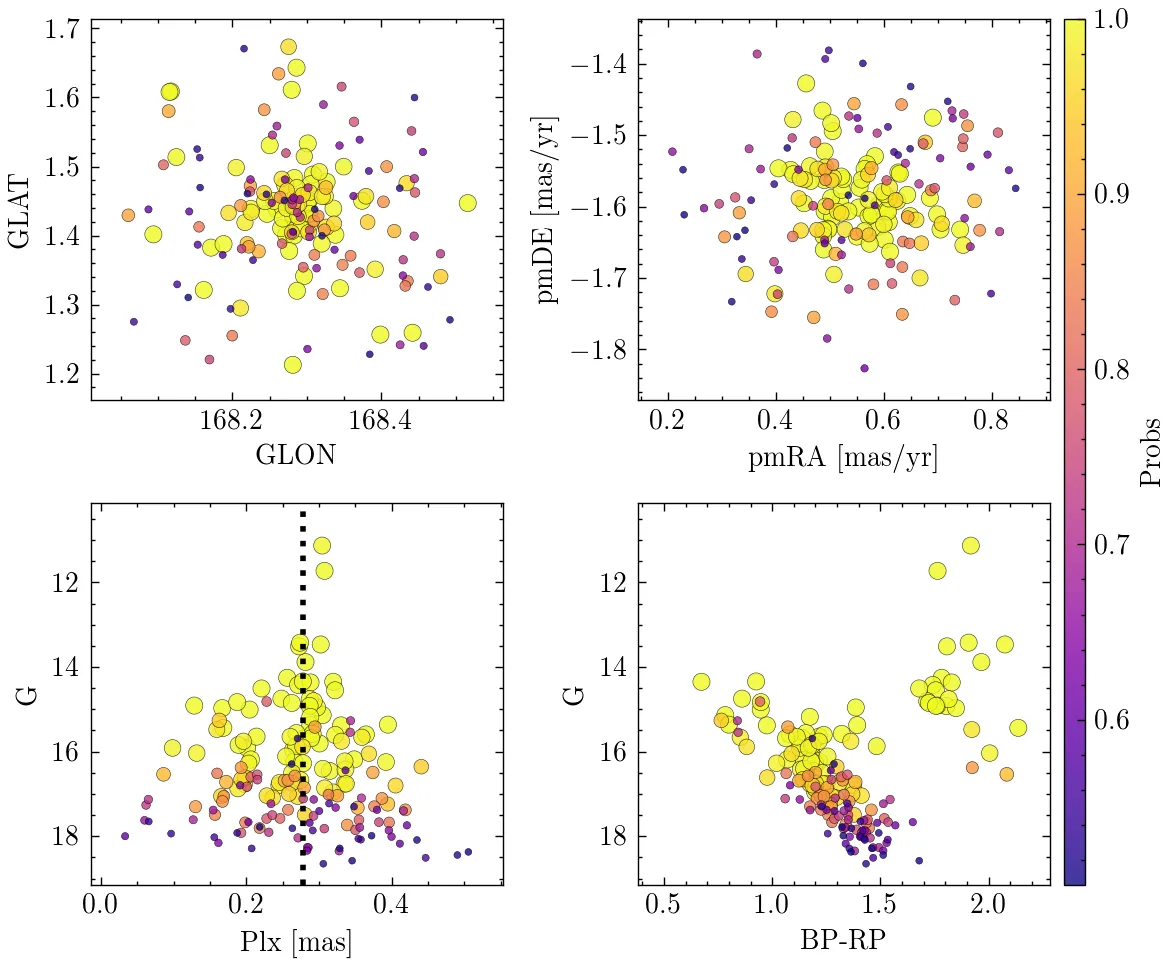 1.7
1.6
1.5
1.4
1.3
1.2
GLAT
168.2 168.4
GLON
−1.4
−1.5
−1.6
−1.7
−1.8
pmDE [mas/yr]
0.2 0.4 0.6 0.8
pmRA [mas/yr]
12
14
16
18
G
0.0 0.2 0.4
Plx [mas]
12
14
16
18
G
0.5 1.0 1.5 2.0
BP-RP
1.0
0.9
0.8
0.7
0.6
Probs